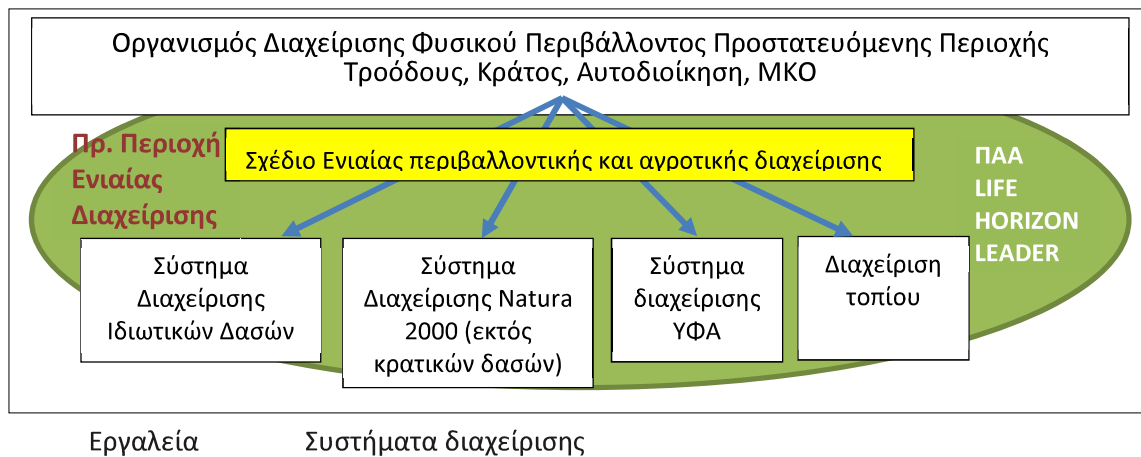 Οργανισμός Διαχείρισης Φυσικού Περιβάλλοντος Προστατευόμενης Περιοχής
Τροόδους, Κράτος, Αυτοδιοίκηση, ΜΚΟ
Πρ. Περιοχή
Ενιαίας
Διαχείρισης
Σχέδιο Ενιαίας περιβαλλοντικής και αγροτικής διαχείρισης
ΠΑΑ
LIFE
HORIZON
LEADER
Σύστημα
Διαχείρισης
Ιδιωτικών Δασών
Σύστημα
Διαχείρισης Natura
2000 (εκτός
κρατικών δασών)
Σύστημα
διαχείρισης
ΥΦΑ
Διαχείριση
τοπίου
Εργαλεία Συστήματα διαχείρισης